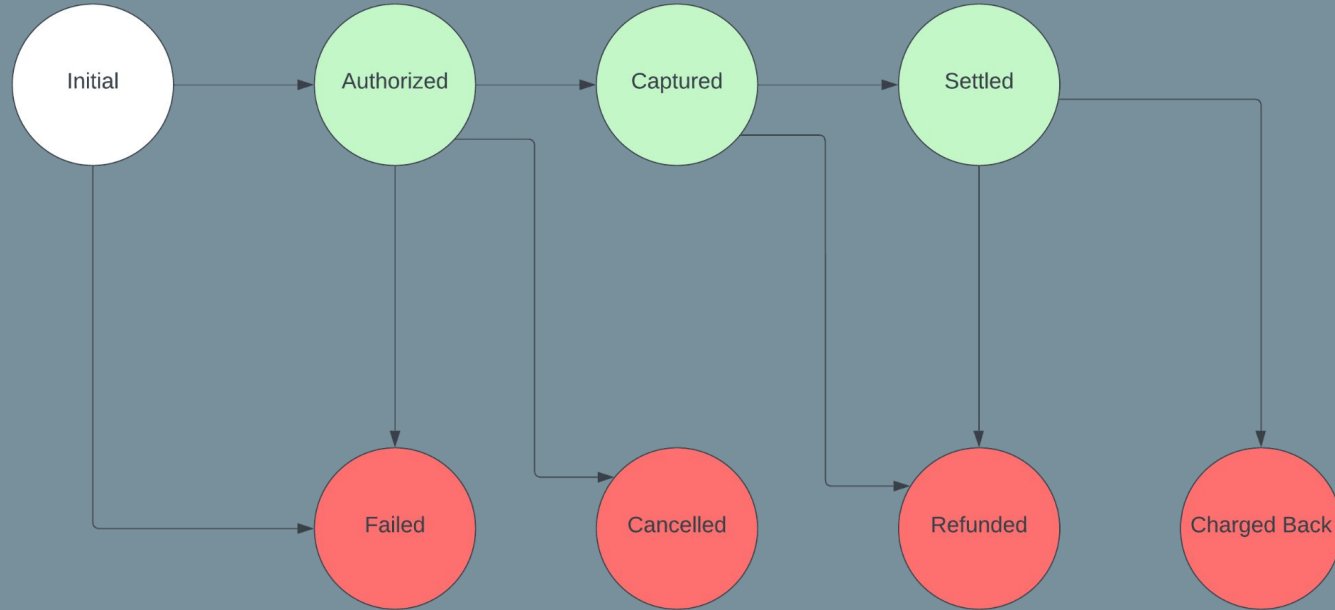 Initial
Authorized
Captured
Settled
Failed
Cancelled
Refunded
Charged Back